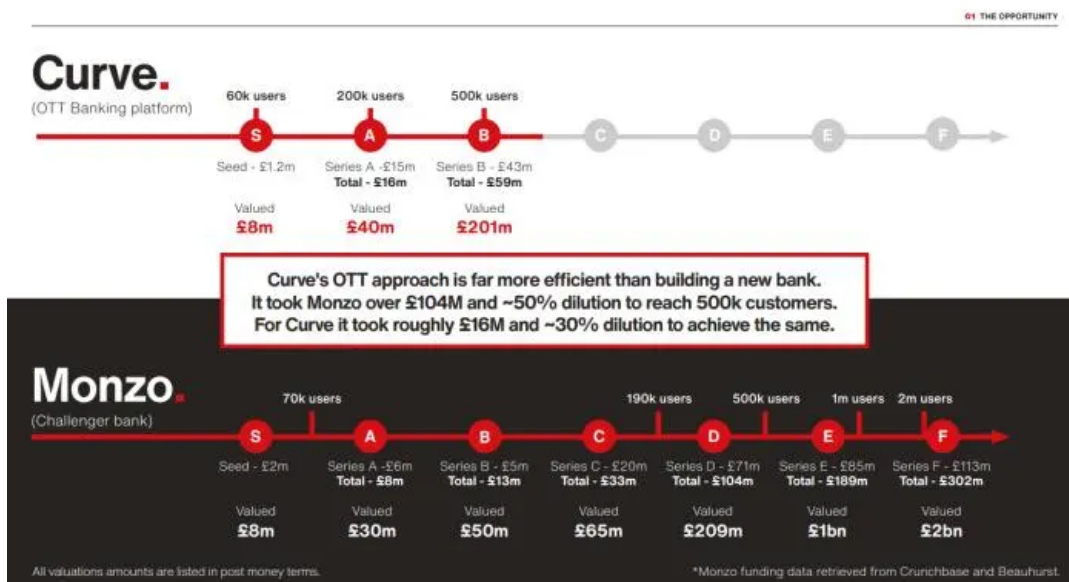 01 THE OPPORTUNITY
Curve.
(OTT Banking platform)
60k users 200k users 500k users
S A B C D E F
Seed - £1.2m Series A -£15m Series B - £43m
Total - £16m Total - £59m
Valued Valued Valued
£8m £40m £201m
Curve's OTT approach is far more efficient than building a new bank.
It took Monzo over £104M and ~50% dilution to reach 500k customers.
For Curve it took roughly £16M and ~30% dilution to achieve the same.
Monzo.
(Challenger bank)
70k users 190k users 500k users 1m users 2m users
S A B C D E F
Seed - £2m Series A -£6m Series B - £5m Series C - £20m Series D - £71m Series E - £85m Series F - £113m
Total - £8m Total - £13m Total - £33m Total - £104m Total - £189m Total - £302m
Valued Valued Valued Valued Valued Valued Valued
£8m £30m £50m £65m £209m £1bn £2bn
All valuations amounts are listed in post money terms. *Monzo funding data retrieved from Crunchbase and Beauhurst.